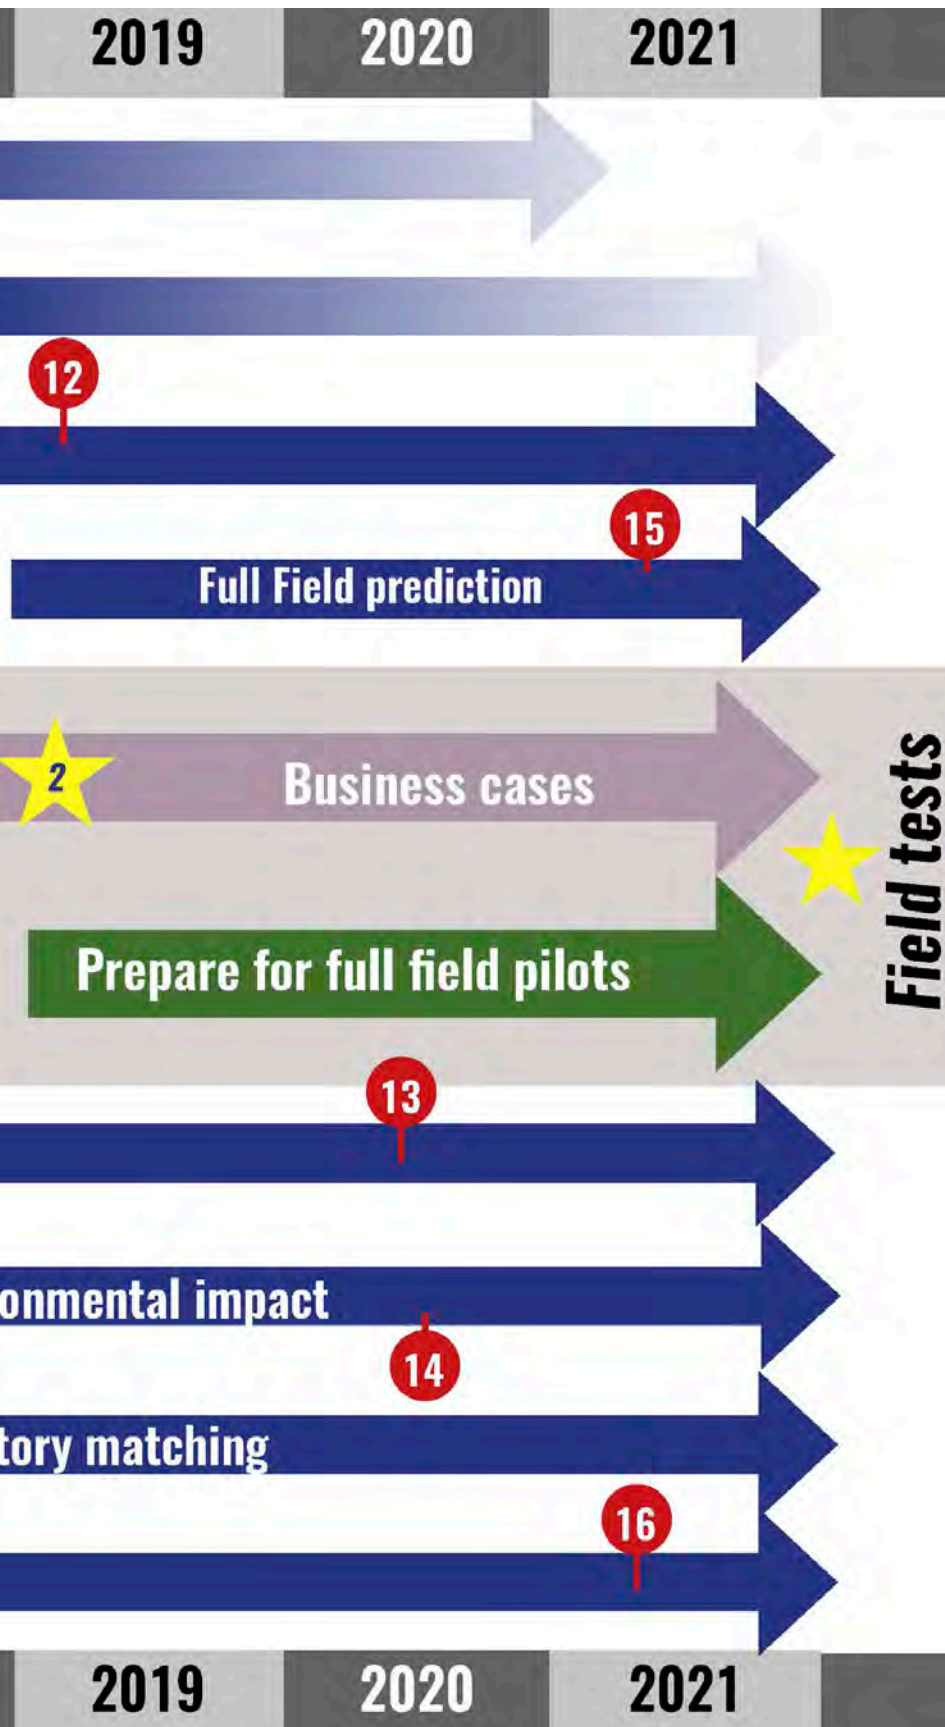 2019 2020 2021
12
15
Full Field prediction
2
Business cases
Field tests
Prepare for full field pilots
13
onmental impact
14
tory matching
16
2019 2020 2021